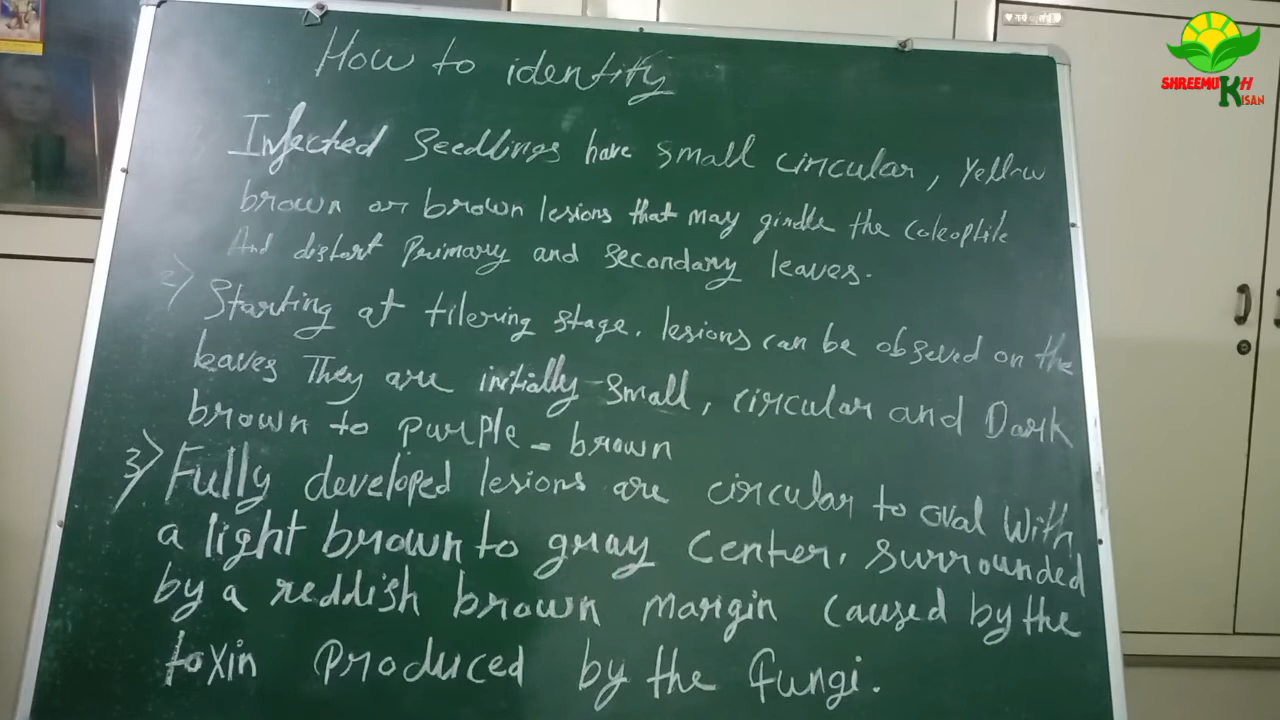 How to identity
Infected Seedlings have small circular, Yellow
brown or brown lesions that may girdle the Coleoptile
And distort Primary and secondary leaves.
2) Starting at tilering stage. lesions can be obseved on the
leaves They are initially small, circular and Dark
brown to purple - brown
3) Fully developed lesions are circular to oval With
a light brown to gray Center, surrounded
by a reddish brown margin caused by the
toxin produced by the Fungi.
SHREEMUKH
KISAN